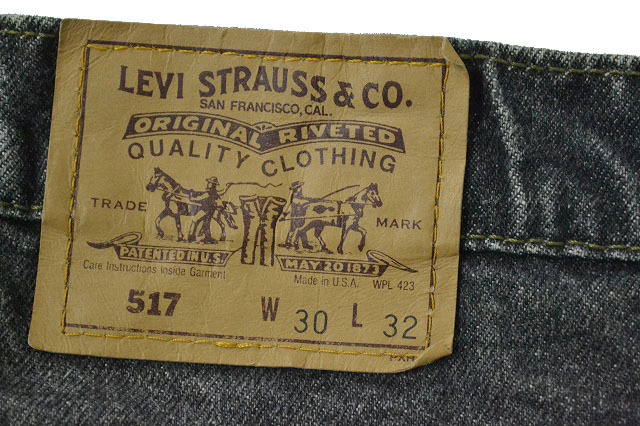 LEVI STRAUSS & CO.
SAN FRANCISCO, CAL.
ORIGINAL RIVETED
QUALITY CLOTHING
TRADE MARK
PATENTED IN U.S. MAY 20 1873
Care Instructions Inside Garment Made in U.S.A. WPL 423
517 W 30 L 32